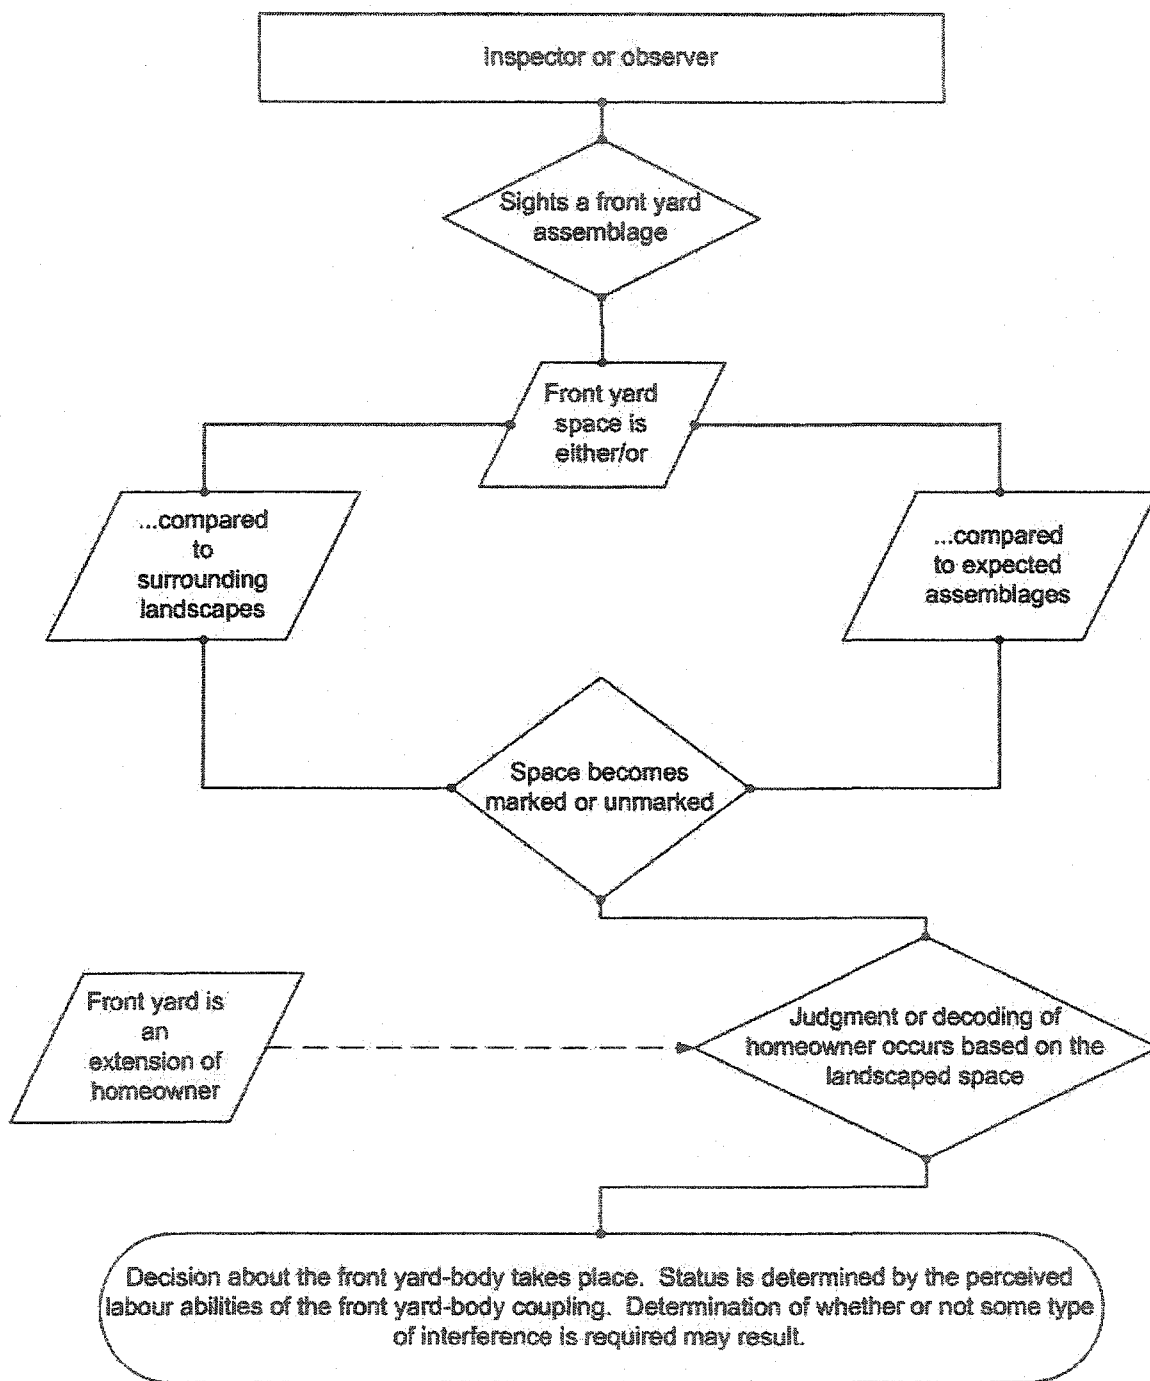 Inspector or observer
Sights a front yard
assemblage
Front yard
space is
either/or
...compared
to
surrounding
landscapes
...compared
to expected
assemblages
Space becomes
marked or unmarked
Front yard is
an
extension of
homeowner
Judgment or decoding of
homeowner occurs based on the
landscaped space
Decision about the front yard-body takes place.  Status is determined by the perceived
labour abilities of the front yard-body coupling.  Determination of whether or not some type
of interference is required may result.